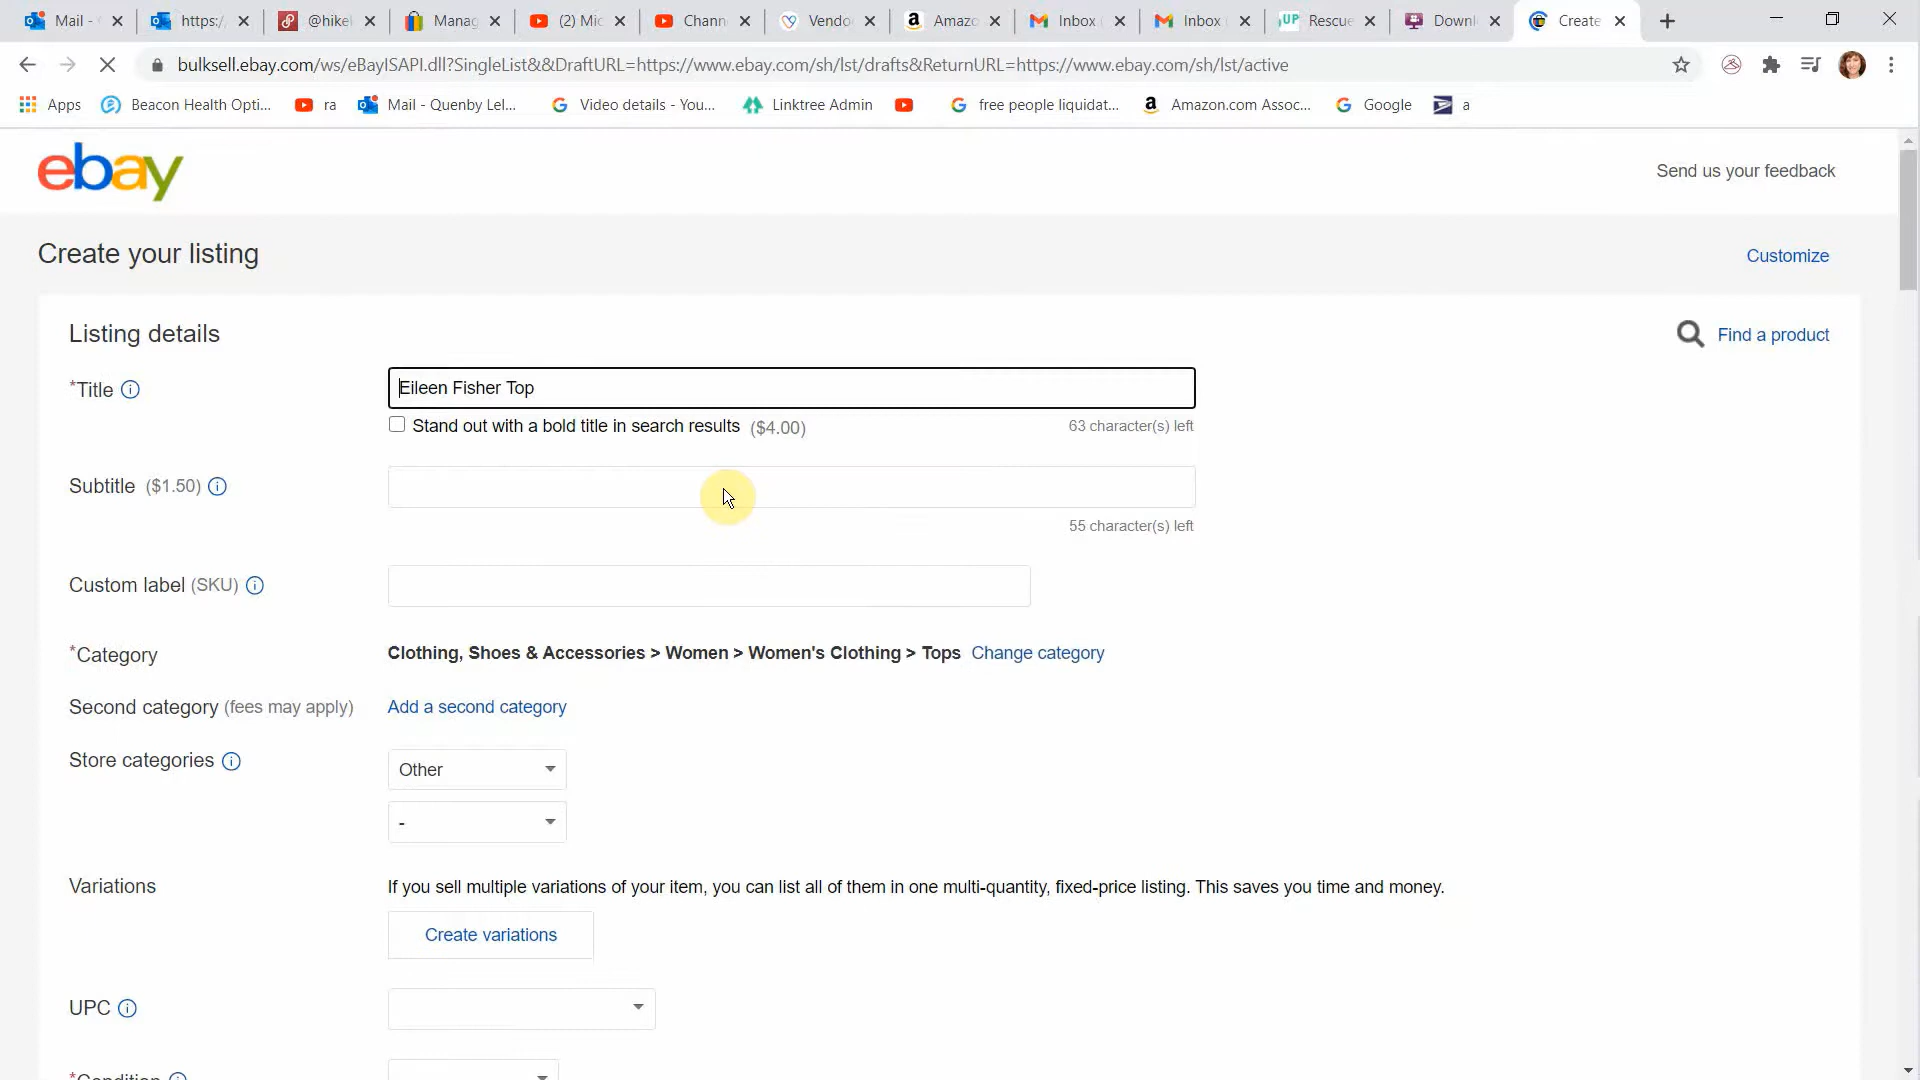 Mail -
https:/
@hikel
Manag
(2) Mic
Chann
Vendo
Amazo
Inbox
Inbox
Rescue
Downl
Create
bulksell.ebay.com/ws/eBayISAPI.dll?SingleList&&DraftURL=https://www.ebay.com/sh/lst/drafts&ReturnURL=https://www.ebay.com/sh/lst/active
Apps
Beacon Health Opti...
ra
Mail - Quenby Lel...
Video details - You...
Linktree Admin
free people liquidat...
Amazon.com Assoc...
Google
a
ebay
Send us your feedback
Create your listing
Customize
Listing details
Find a product
*Title
Eileen Fisher Top
Stand out with a bold title in search results ($4.00)
63 character(s) left
Subtitle ($1.50)
55 character(s) left
Custom label (SKU)
*Category
Clothing, Shoes & Accessories > Women > Women's Clothing > Tops Change category
Second category (fees may apply)
Add a second category
Store categories
Other
-
Variations
If you sell multiple variations of your item, you can list all of them in one multi-quantity, fixed-price listing. This saves you time and money.
Create variations
UPC
*Condition